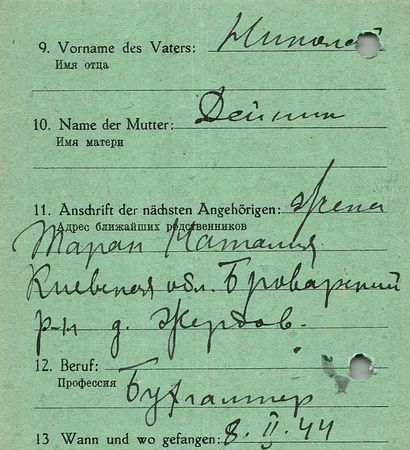 9. Vorname des Vaters: Николай
Имя отца
10. Name der Mutter: Дейнин
Имя матери
11. Anschrift der nächsten Angehörigen: жена
Адрес ближайших родственников
Таран Наталия
Киевская обл. Броварский
р-н д. Жердов.
12. Beruf:
Профессия
Бухгалтер
13 Wann und wo gefangen: 8. II. 44